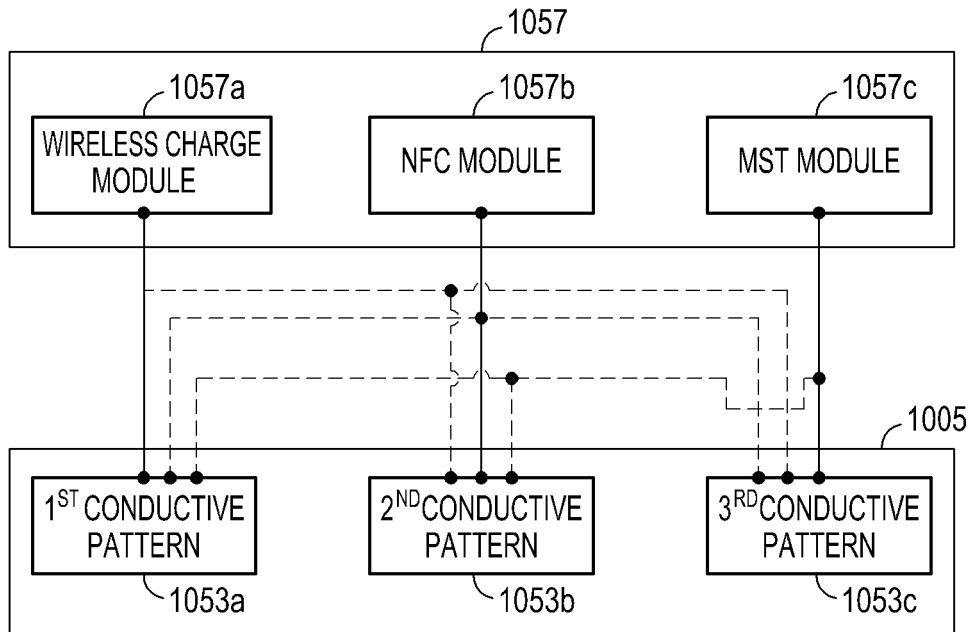 1057
1057a
1057b
1057c
WIRELESS CHARGE
MODULE
NFC MODULE
MST MODULE
1005
1ST CONDUCTIVE
PATTERN
2ND CONDUCTIVE
PATTERN
3RD CONDUCTIVE
PATTERN
1053a
1053b
1053c